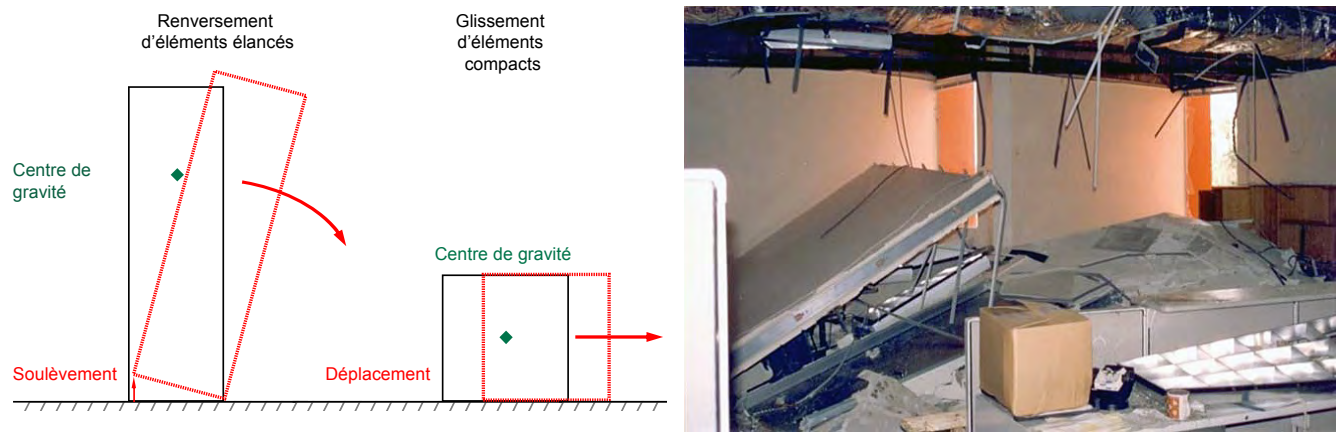 Renversement
d'éléments élancés
Glissement
d'éléments
compacts
Centre de
gravité
Centre de gravité
Soulèvement
Déplacement